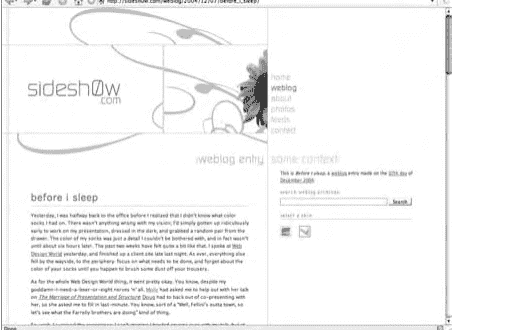 http://sidesh0w.com/weblog/2004/12/07/before_i_sleep/
sidesh0w
.com
home
weblog
about
photos
feeds
contact
weblog entry
some context
This is Before I sleep, a weblog entry made on the 07th day of
December 2004.
search weblog archives
Search
select a skin
before i sleep
Yesterday, I was halfway back to the office before I realized that I didn't know what color
socks I had on. There wasn't anything wrong with my vision; I'd simply gotten up ridiculously
early to work on my presentation, dressed in the dark, and grabbed a random pair from the
drawer. The color of my socks was just a detail I couldn't be bothered with, and in fact wasn't
until about six hours later. The past two weeks have felt quite a bit like that. I spoke at Web
Design World yesterday, and finished up a client site late last night. As ever, everything else
fell by the wayside, to the periphery. focus on what needs to be done, and forget about the
color of your socks until you happen to brush some dust off your trousers.
As for the whole Web Design World thing, it went pretty okay. You know, despite my
goddamn-I-need-a-beer-or-eight nerves 'n' all. Molly had asked me to help out with her talk
on The Marriage of Presentation and Structure; Doug had to back out of co-presenting with
her, so she asked me to fill in last-minute. You know, sort of a "Well, Fellini's outta town, so
let's see what the Farrelly brothers are doing" kind of thing.